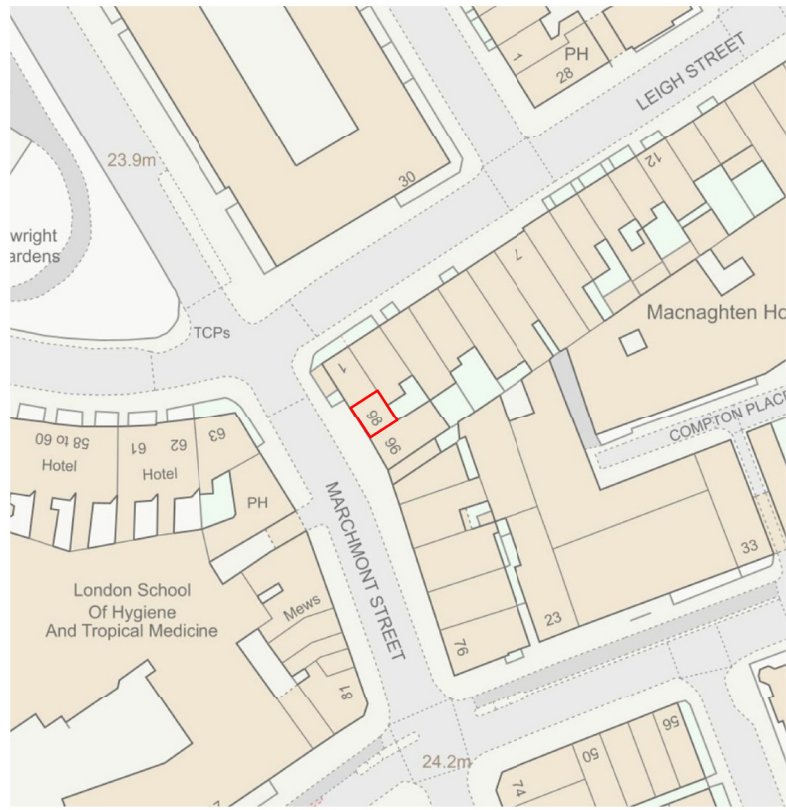 PH
1
28
LEIGH STREET
23.9m
30
12
wright
ardens
7
Macnaghten Ho
TCPs
1
98
96
COMPTON PLACE
58 to 60
61
62
63
Hotel
Hotel
PH
MARCHMONT STREET
33
London School
Of Hygiene
And Tropical Medicine
Mews
23
76
81
24.2m
56
50
74